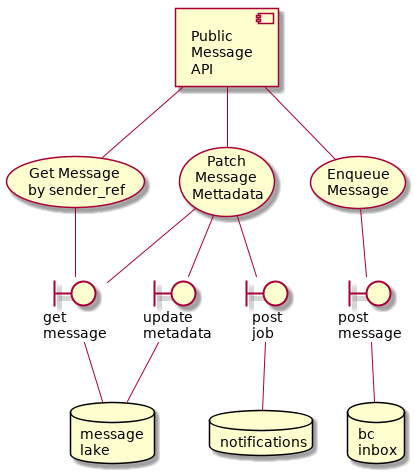 Public
Message
API
Get Message
by sender_ref
Patch
Message
Mettadata
Enqueue
Message
get
message
update
metadata
post
job
post
message
message
lake
notifications
bc
inbox